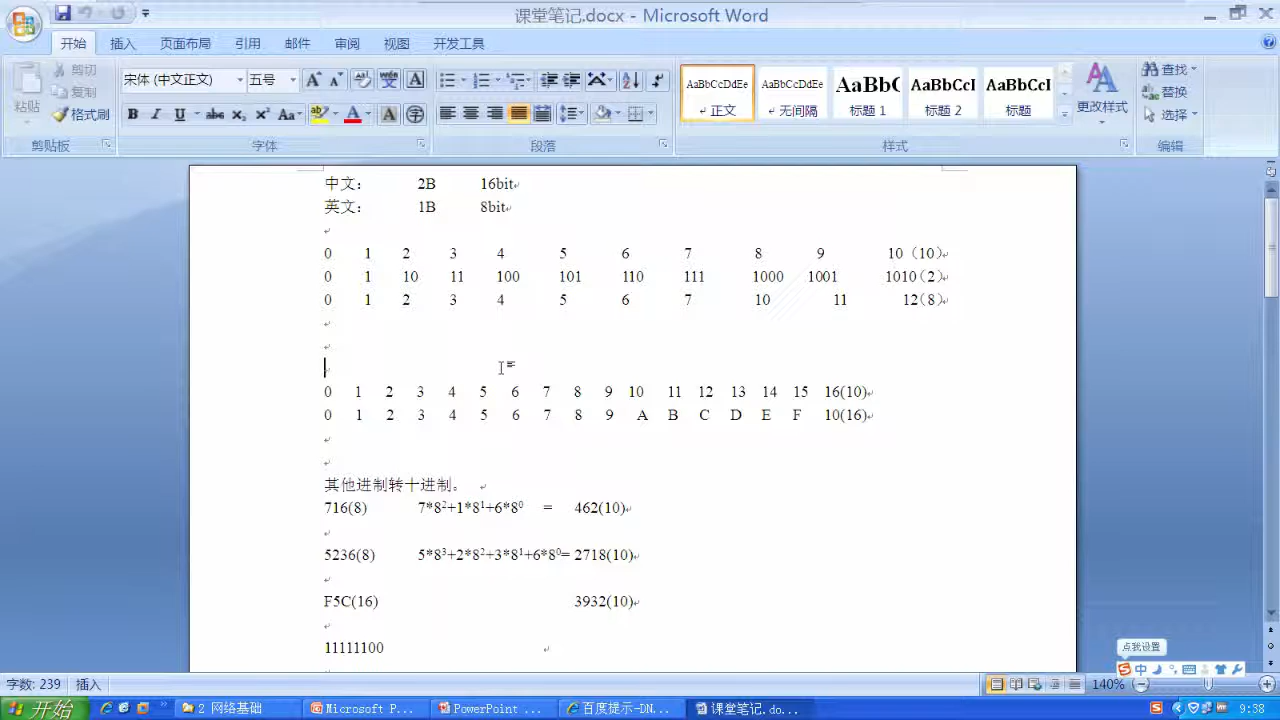 课堂笔记.docx - Microsoft Word
开始 插入 页面布局 引用 邮件 审阅 视图 开发工具
剪切
复制
格式刷
粘贴
宋体 (中文正文) 五号
AaBbCcDdEe AaBbCcDdEe AaBbC AaBbCcI AaBbCcI
正文 无间隔 标题 1 标题 2 标题
更改样式
查找
替换
选择
剪贴板 字体 段落 样式 编辑
中文： 2B 16bit
英文： 1B 8bit
0 1 2 3 4 5 6 7 8 9 10（10）
0 1 10 11 100 101 110 111 1000 1001 1010（2）
0 1 2 3 4 5 6 7 10 11 12（8）
0 1 2 3 4 5 6 7 8 9 10 11 12 13 14 15 16(10)
0 1 2 3 4 5 6 7 8 9 A B C D E F 10(16)
其他进制转十进制。
716(8) 7*8²+1*8¹+6*8⁰ = 462(10)
5236(8) 5*8³+2*8²+3*8¹+6*8⁰= 2718(10)
F5C(16) 3932(10)
11111100
点我设置
中
字数: 239 插入 140%
开始 2 网络基础 Microsoft P... PowerPoint ... 百度提示-DN... 课堂笔记.do... 9:38